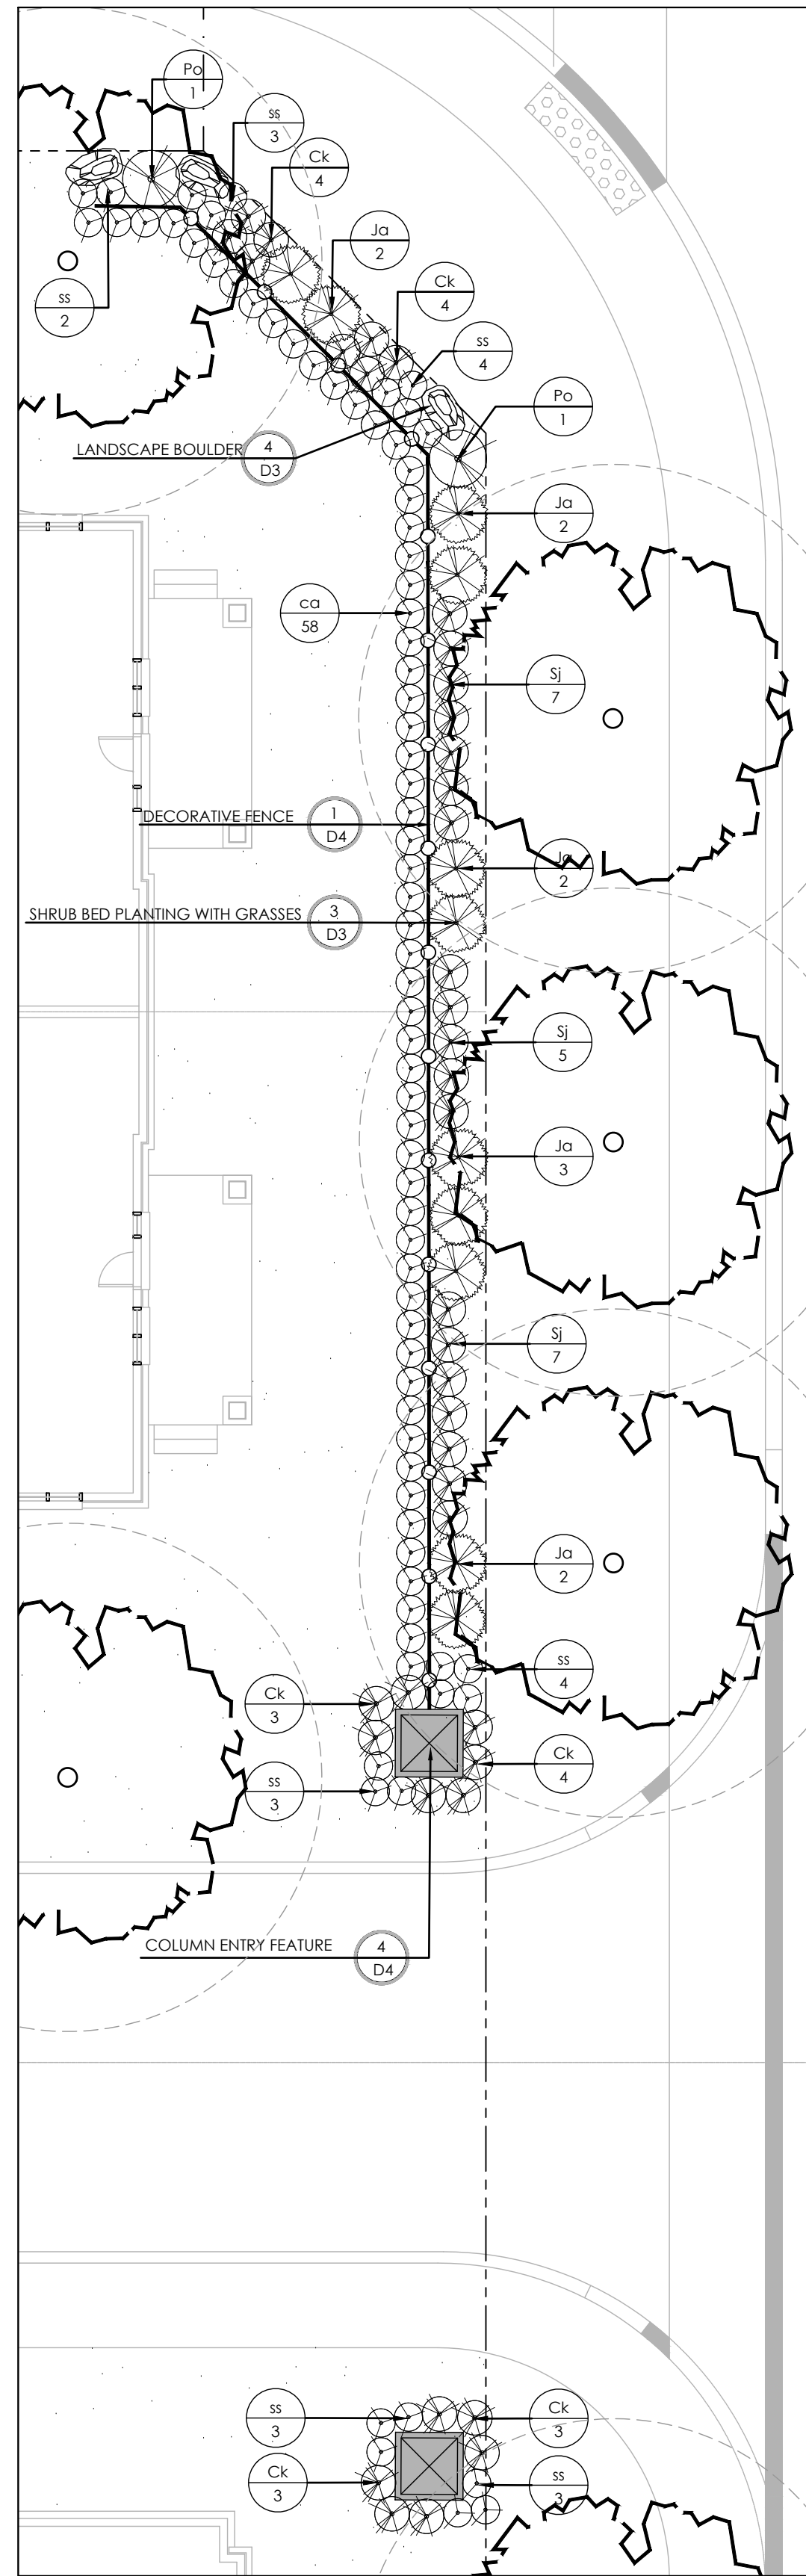 Po
1
ss
3
Ck
4
Ja
2
Ck
4
ss
2
ss
4
Po
1
LANDSCAPE BOULDER
4
D3
Ja
2
ca
58
Sj
7
DECORATIVE FENCE
1
D4
Ja
2
SHRUB BED PLANTING WITH GRASSES
3
D3
Sj
5
Ja
3
Sj
7
Ja
2
ss
4
Ck
3
Ck
4
ss
3
COLUMN ENTRY FEATURE
4
D4
ss
3
Ck
3
Ck
3
ss
3